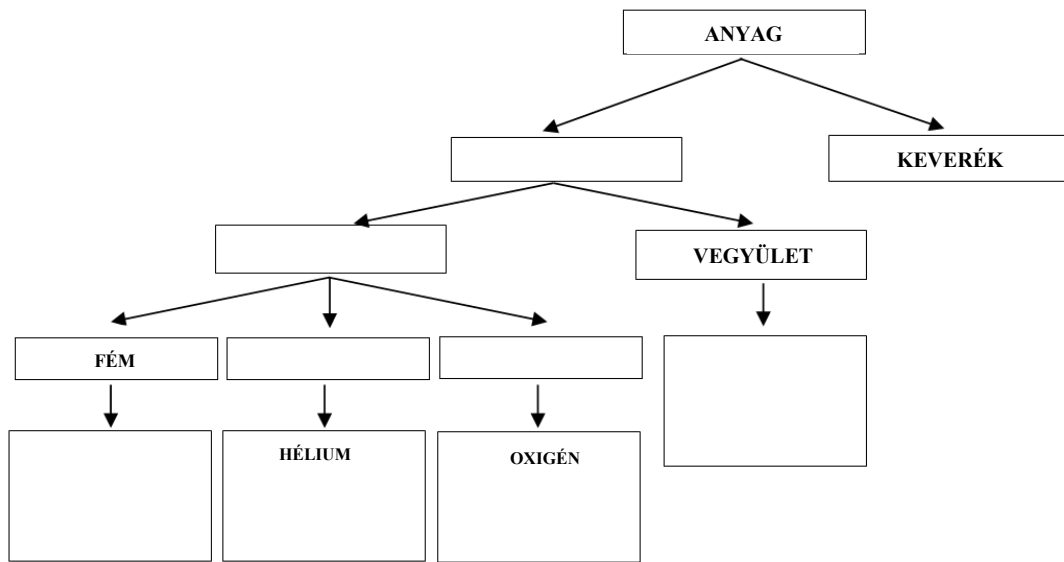 ANYAG
KEVERÉK
VEGYÜLET
FÉM
HÉLIUM
OXIGÉN